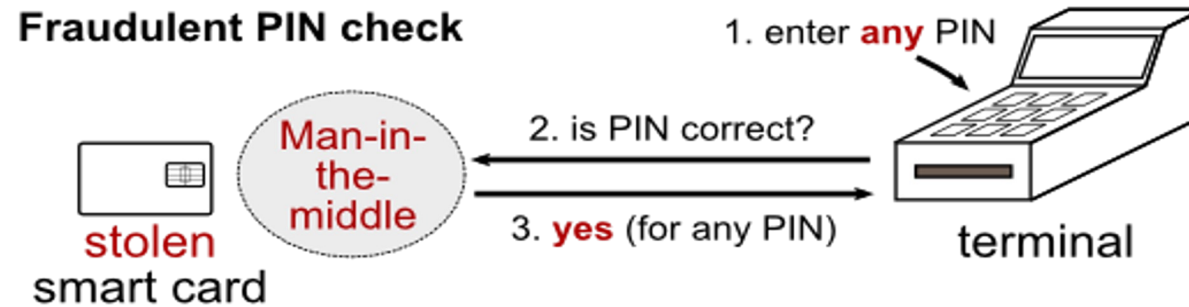 Fraudulent PIN check
1. enter any PIN
2. is PIN correct?
Man-in-
the-
middle
3. yes (for any PIN)
stolen
smart card
terminal